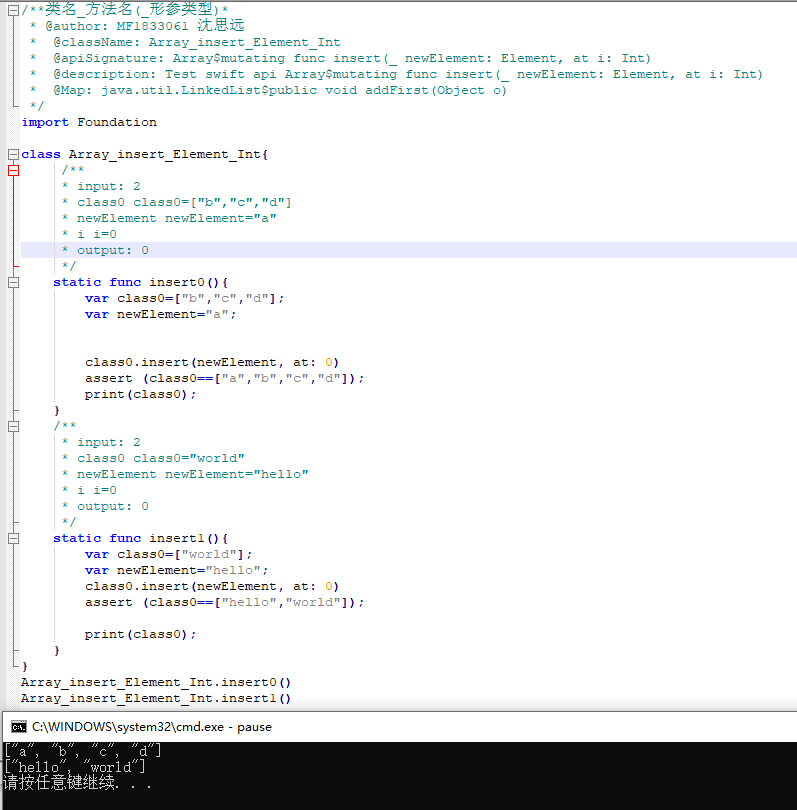 /**类名_方法名(_形参类型)*
* @author: MF1833061 沈思远
*  @className: Array_insert_Element_Int
*  @apiSignature: Array$mutating func insert(_ newElement: Element, at i: Int)
*  @description: Test swift api Array$mutating func insert(_ newElement: Element, at i: Int)
*  @Map: java.util.LinkedList$public void addFirst(Object o)
*/
import Foundation
class Array_insert_Element_Int{
/**
* input: 2
* class0 class0=["b","c","d"]
* newElement newElement="a"
* i i=0
* output: 0
*/
static func insert0(){
var class0=["b","c","d"];
var newElement="a";
class0.insert(newElement, at: 0)
assert (class0==["a","b","c","d"]);
print(class0);
}
/**
* input: 2
* class0 class0="world"
* newElement newElement="hello"
* i i=0
* output: 0
*/
static func insert1(){
var class0=["world"];
var newElement="hello";
class0.insert(newElement, at: 0)
assert (class0==["hello","world"]);
print(class0);
}
}
Array_insert_Element_Int.insert0()
Array_insert_Element_Int.insert1()
C:\WINDOWS\system32\cmd.exe - pause
["a", "b", "c", "d"]
["hello", "world"]
请按任意键继续. . .